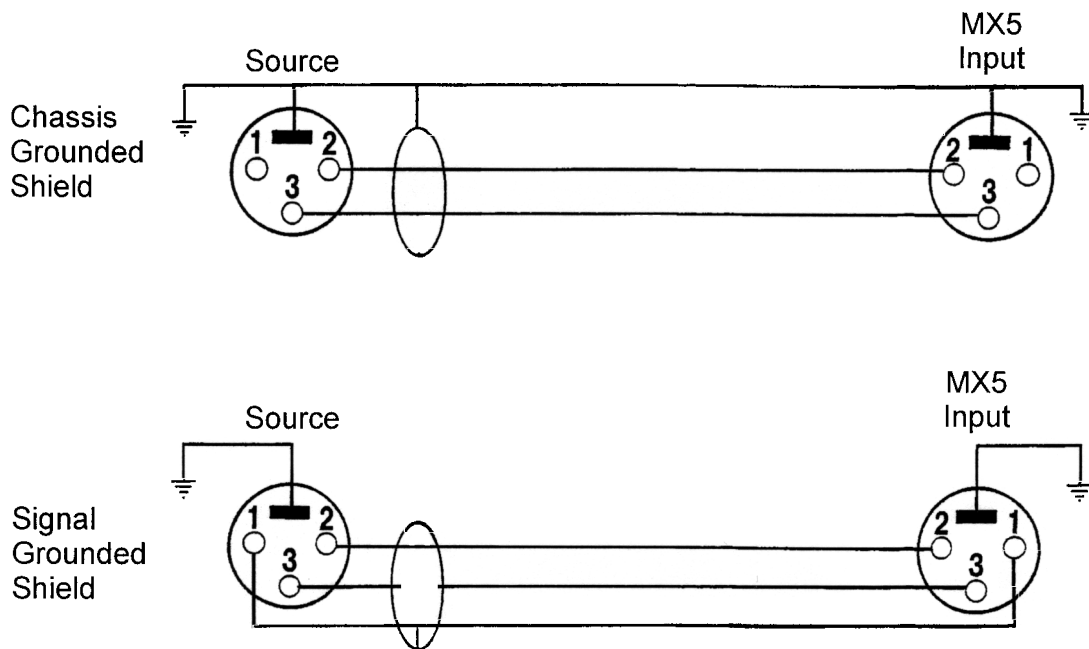 MX5
Input
Source
Chassis
Grounded
Shield
1 2
3
2 1
3
MX5
Input
Source
Signal
Grounded
Shield
1 2
3
2 1
3